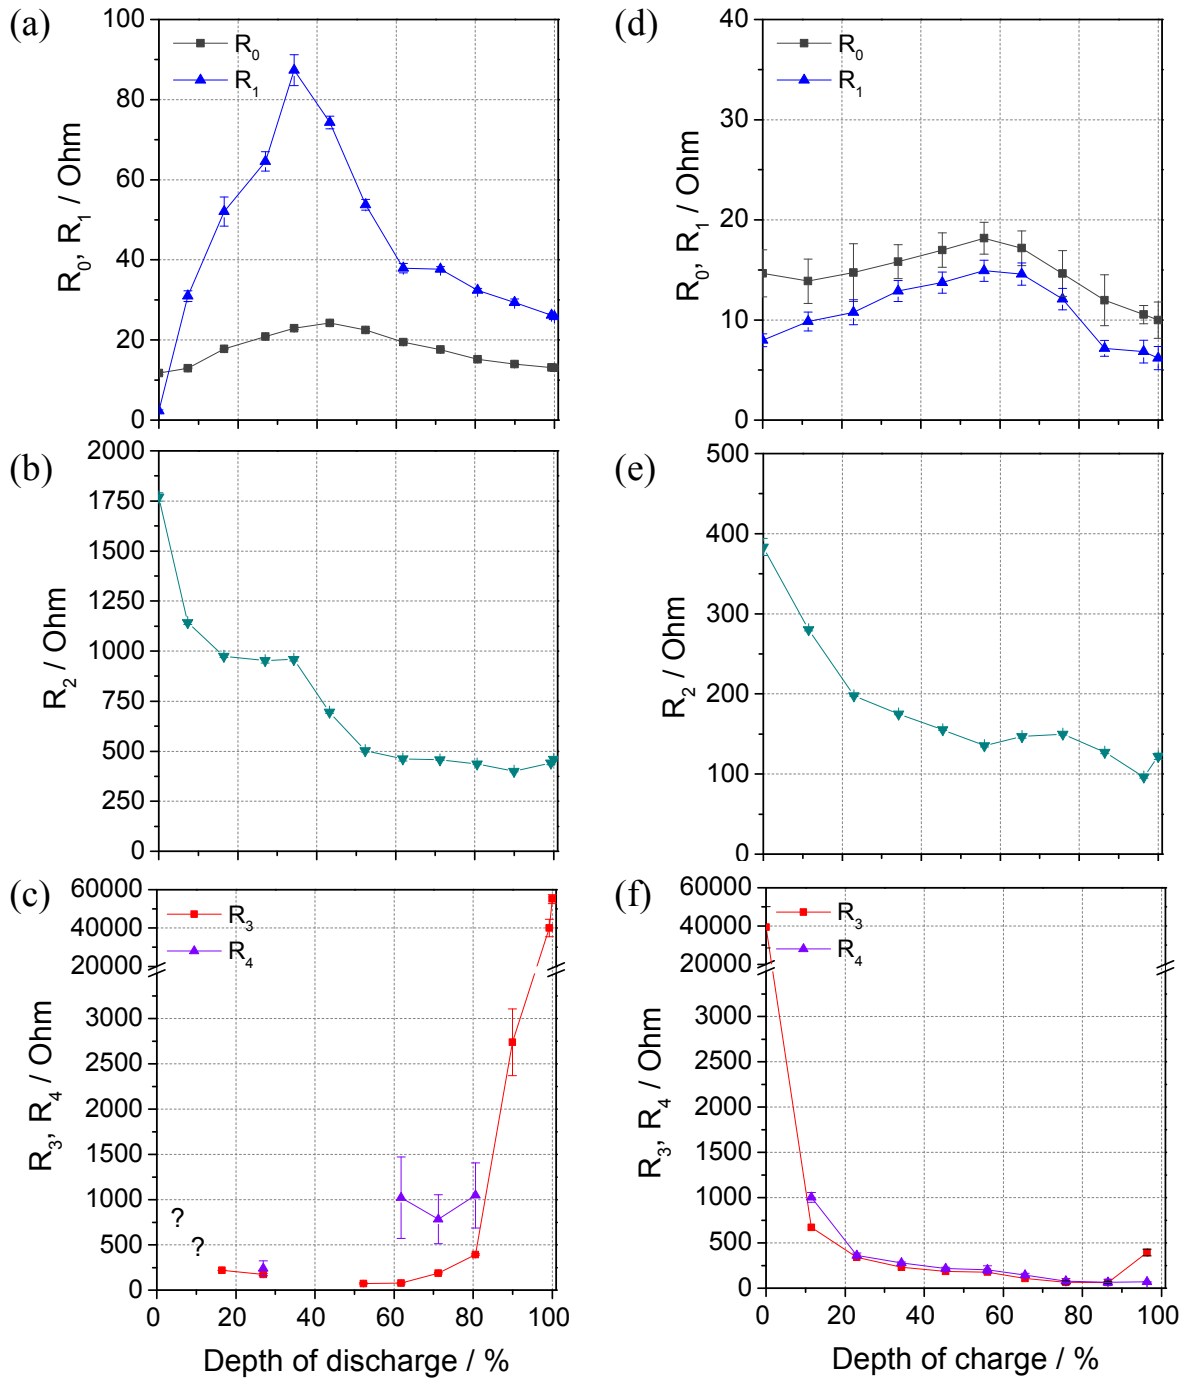 (a)
100
80
60
40
20
0
R0, R1 / Ohm
R0
R1
(d)
40
30
20
10
0
R0, R1 / Ohm
R0
R1
(b)
2000
1750
1500
1250
1000
750
500
250
0
R2 / Ohm
(e)
500
400
300
200
100
0
R2 / Ohm
(c)
60000
40000
20000
3000
2500
2000
1500
1000
500
0
R3, R4 / Ohm
R3
R4
?
?
0 20 40 60 80 100
Depth of discharge / %
(f)
60000
40000
20000
3000
2500
2000
1500
1000
500
0
R3, R4 / Ohm
R3
R4
0 20 40 60 80 100
Depth of charge / %